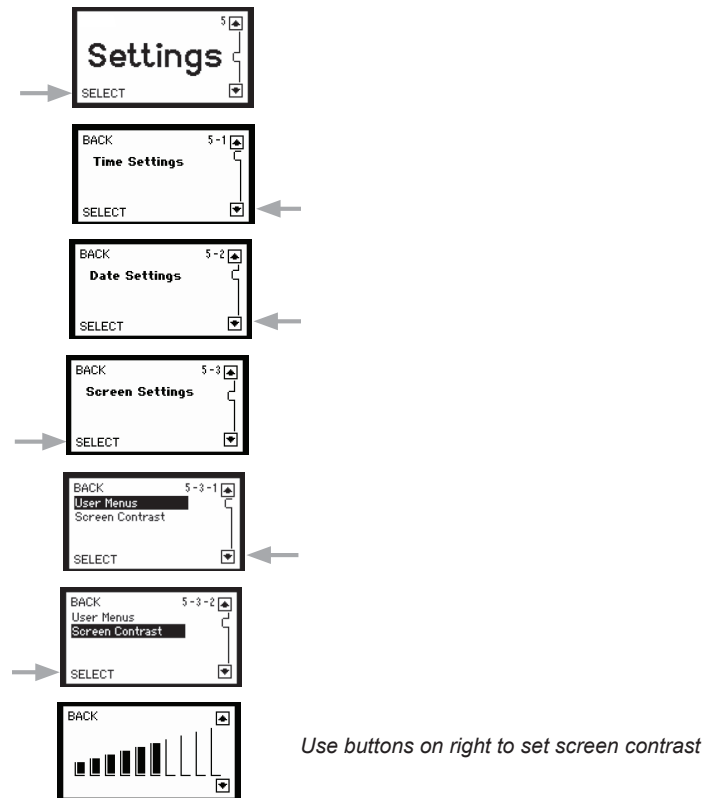 5
Settings
SELECT
BACK 5-1
Time Settings
SELECT
BACK 5-2
Date Settings
SELECT
BACK 5-3
Screen Settings
SELECT
BACK 5-3-1
User Menus
Screen Contrast
SELECT
BACK 5-3-2
User Menus
Screen Contrast
SELECT
BACK
Use buttons on right to set screen contrast